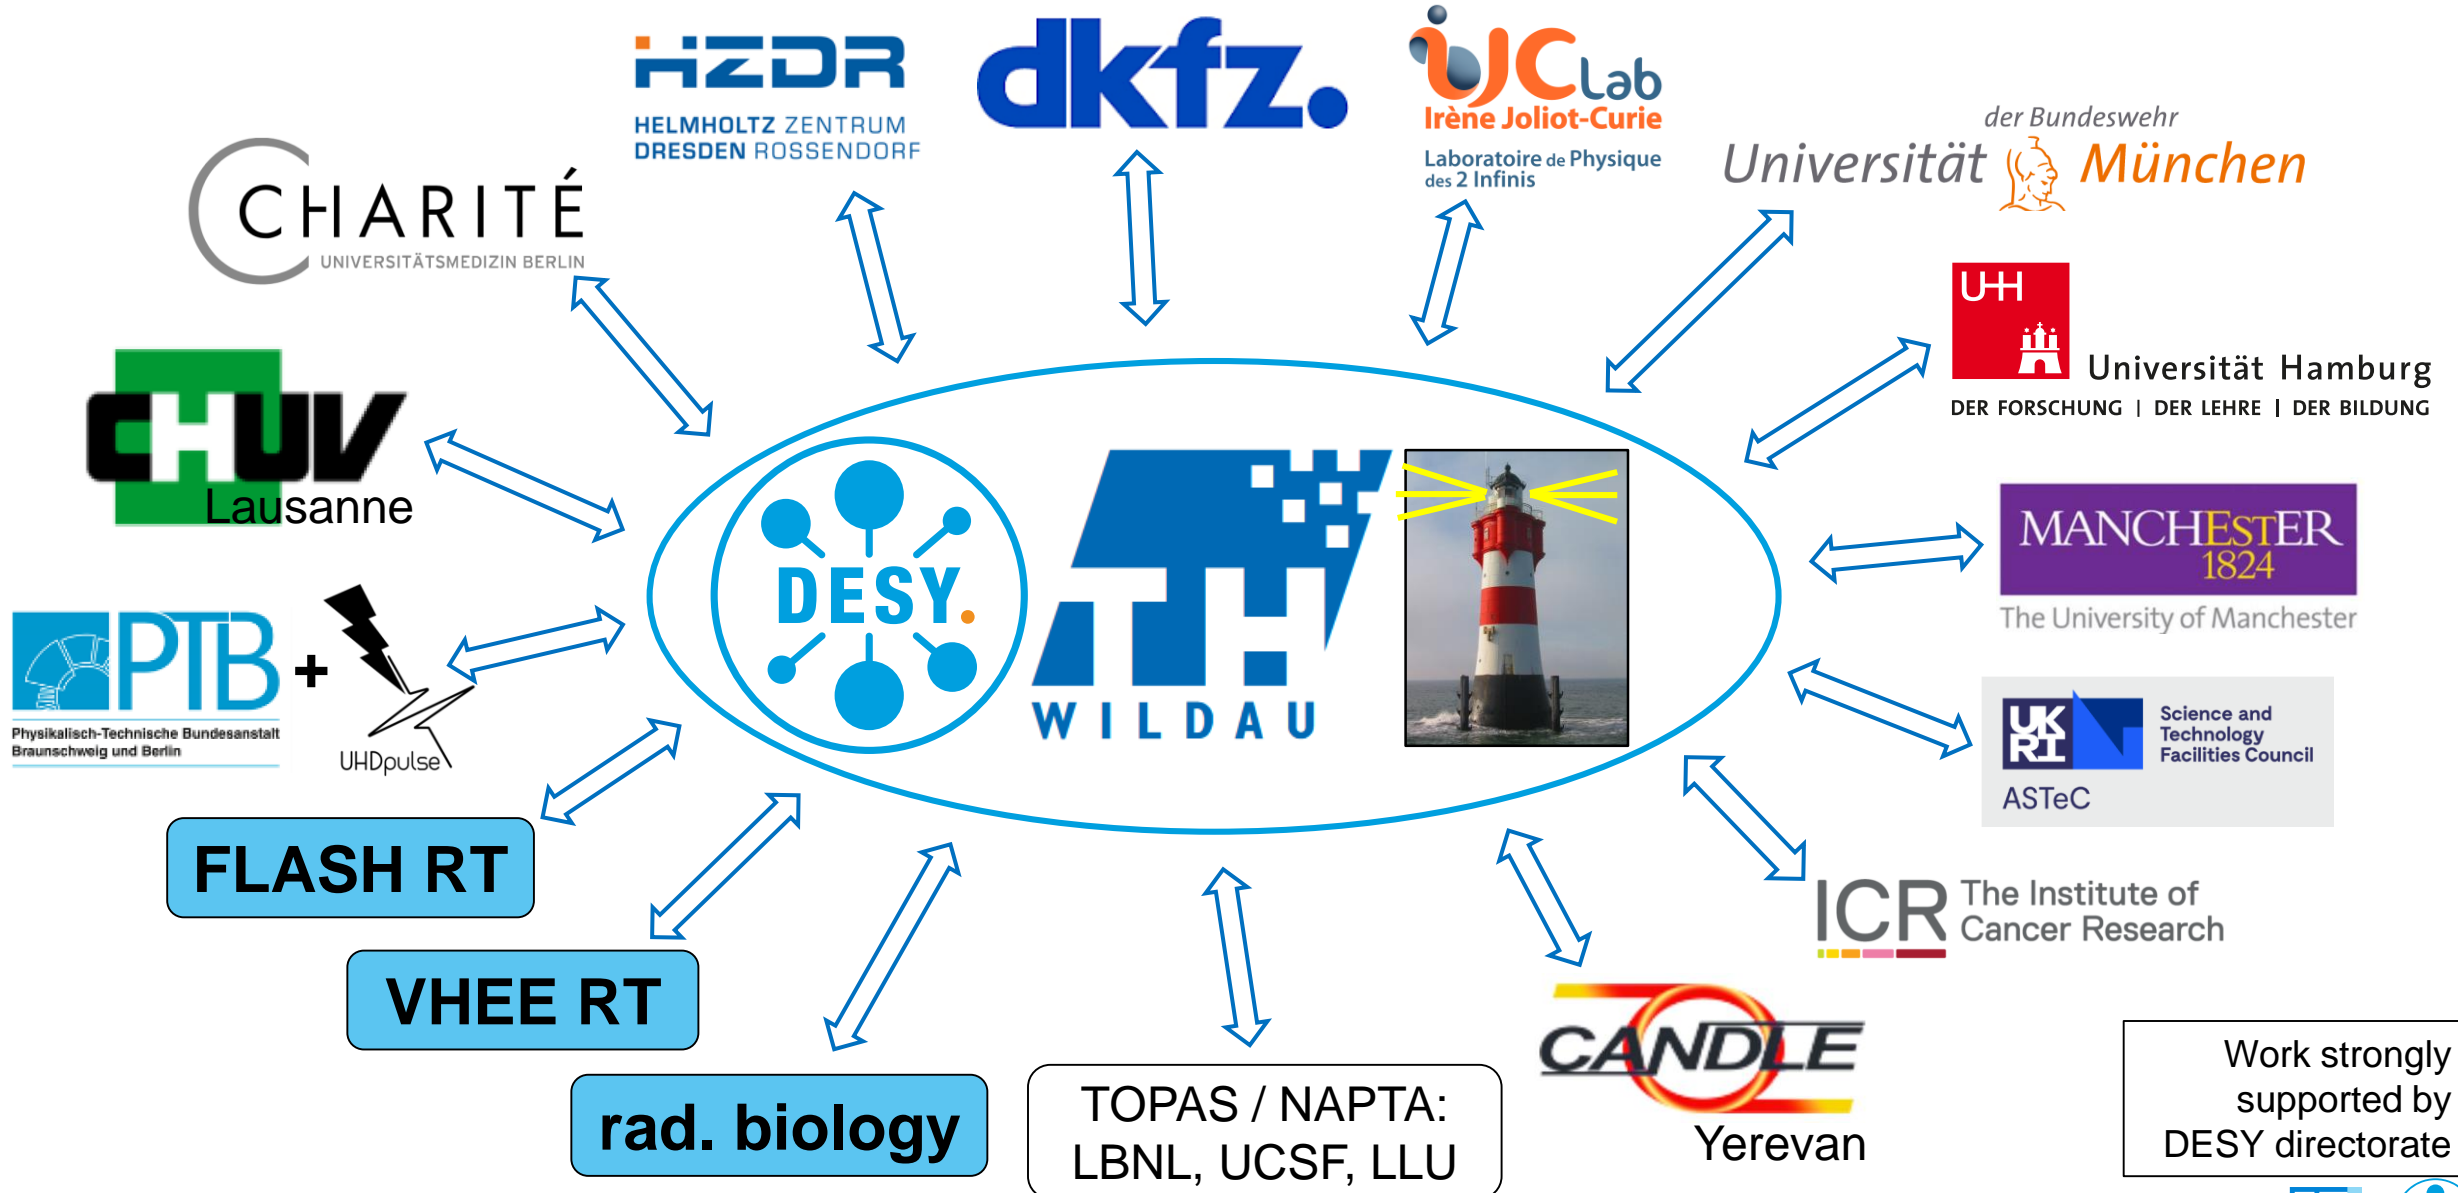 HZDR
HELMHOLTZ ZENTRUM
DRESDEN ROSSENDORF
dkfz.
iJCLab
Irène Joliot-Curie
Laboratoire de Physique
des 2 Infinis
der Bundeswehr
Universität München
CHARITÉ
UNIVERSITÄTSMEDIZIN BERLIN
UHH
Universität Hamburg
DER FORSCHUNG | DER LEHRE | DER BILDUNG
CHUV
Lausanne
DESY.
TH
WILDAU
MANCHESTER
1824
The University of Manchester
PTB
+
Physikalisch-Technische Bundesanstalt
Braunschweig und Berlin
UHDpulse
UKRI
Science and
Technology
Facilities Council
ASTeC
FLASH RT
VHEE RT
rad. biology
TOPAS / NAPTA:
LBNL, UCSF, LLU
CANDLE
Yerevan
ICR
The Institute of
Cancer Research
Work strongly
supported by
DESY directorate